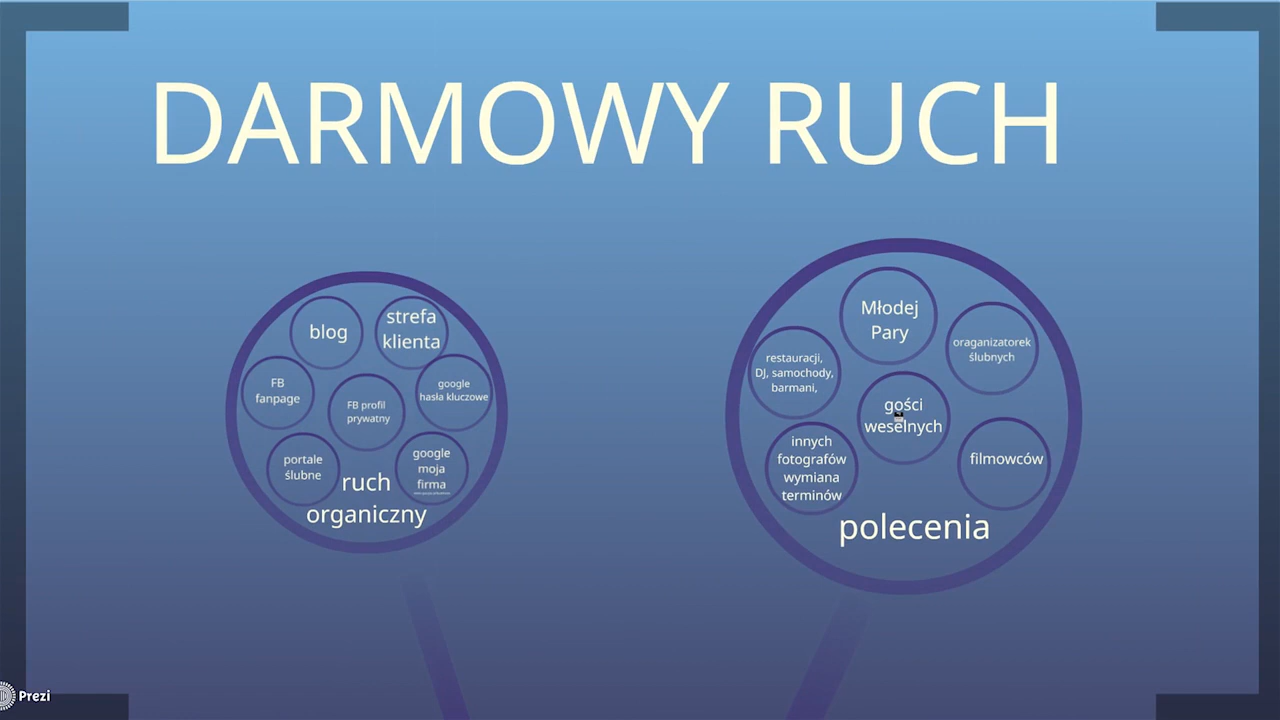 DARMOWY RUCH
blog
strefa
klienta
FB
fanpage
FB profil
prywatny
google
hasła kluczowe
portale
ślubne
google
moja
firma
ruch
organiczny
Młodej
Pary
restauracji,
DJ, samochody,
barmani,
oraganizatorek
ślubnych
gości
weselnych
innych
fotografów
wymiana
terminów
filmowców
polecenia
Prezi